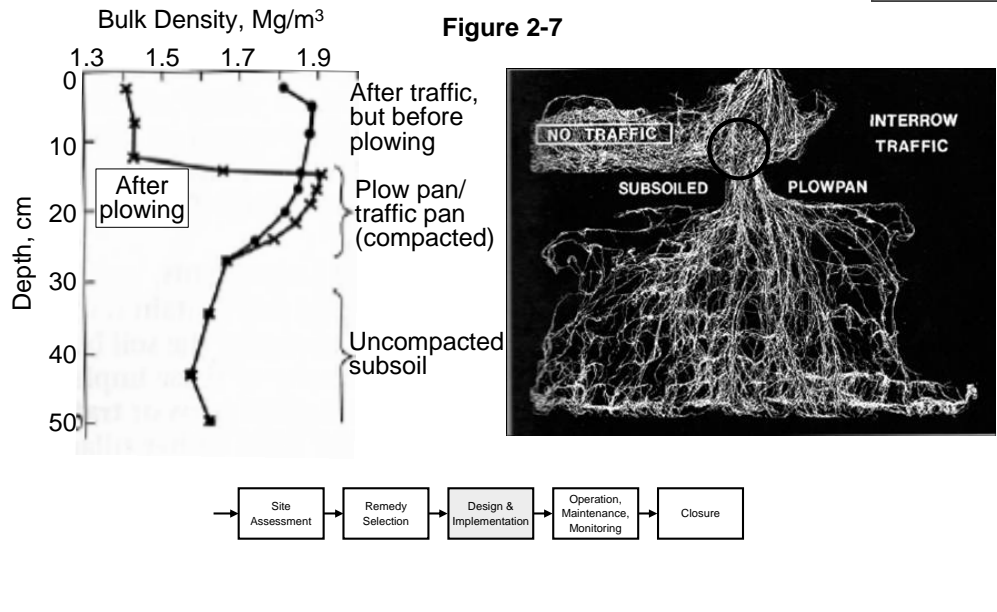 Bulk Density, Mg/m³
Figure 2-7
1.3 1.5 1.7 1.9
0
10
20
30
40
50
Depth, cm
After traffic,
but before
plowing
After
plowing
Plow pan/
traffic pan
(compacted)
Uncompacted
subsoil
NO TRAFFIC
INTERROW
TRAFFIC
SUBSOILED
PLOWPAN
Site
Assessment
Remedy
Selection
Design &
Implementation
Operation,
Maintenance,
Monitoring
Closure